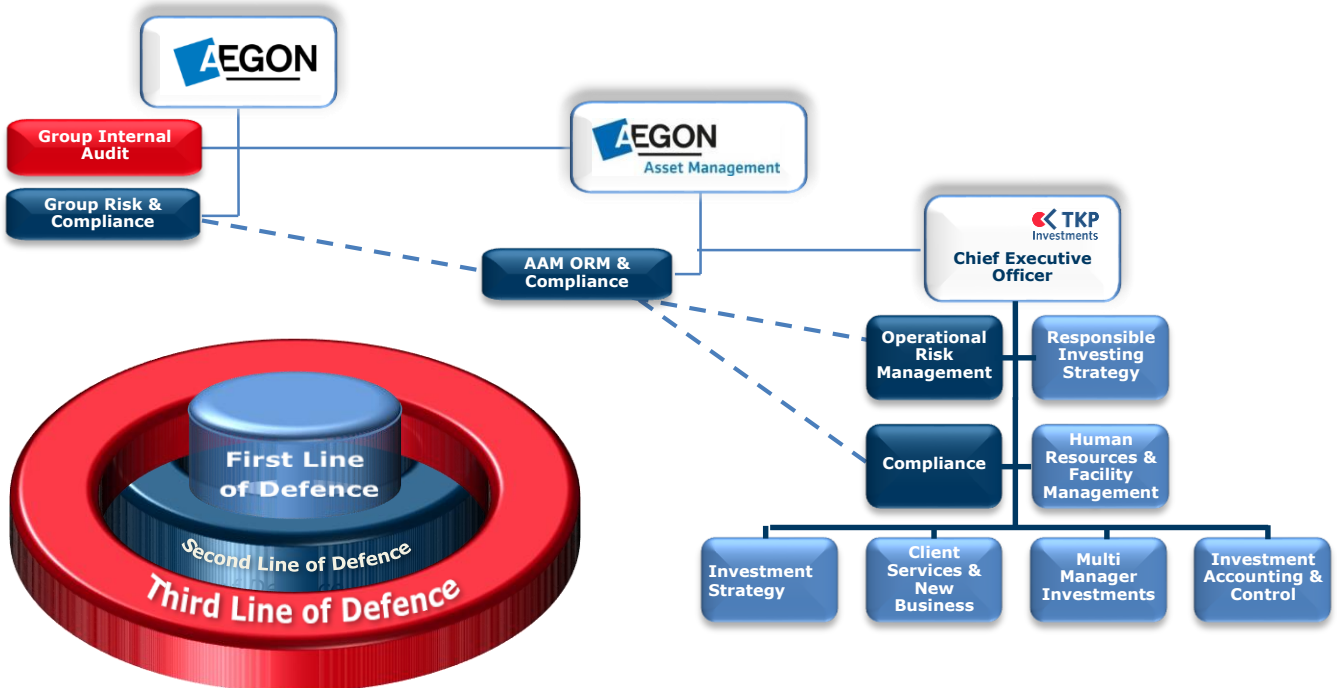 AEGON
Group Internal
Audit
AEGON
Asset Management
Group Risk &
Compliance
TKP
Investments
Chief Executive
Officer
AAM ORM &
Compliance
Operational
Risk
Management
Responsible
Investing
Strategy
Compliance
Human
Resources &
Facility
Management
First Line
of Defence
Second Line of Defence
Third Line of Defence
Investment
Strategy
Client
Services &
New
Business
Multi
Manager
Investments
Investment
Accounting &
Control